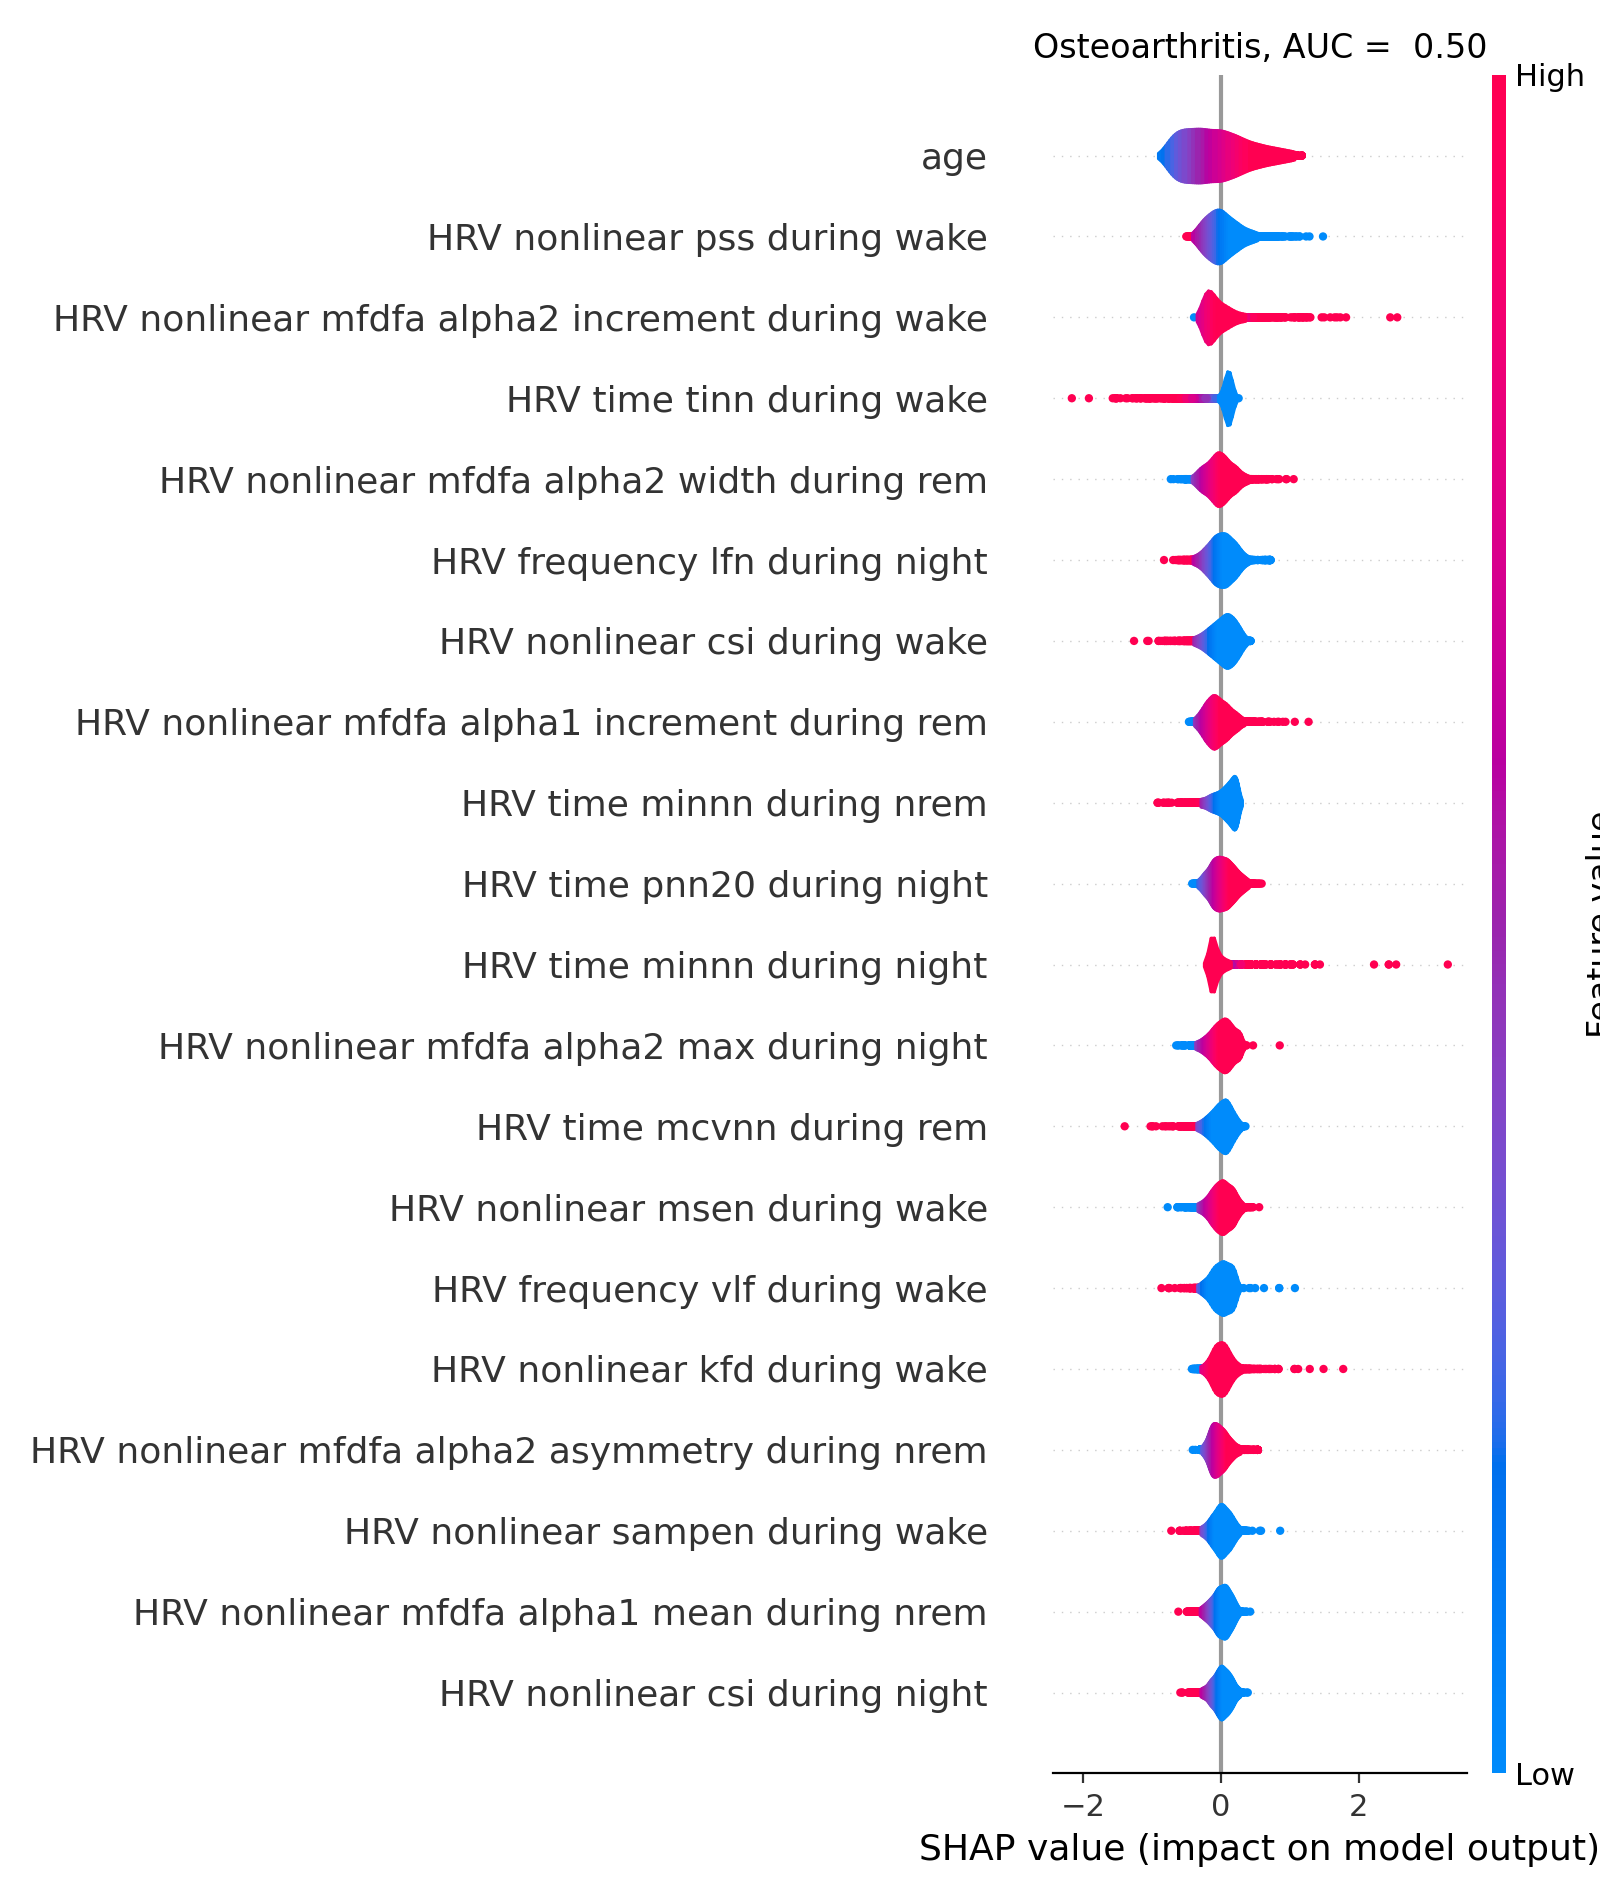 Osteoarthritis, AUC = 0.50
High
age
HRV nonlinear pss during wake
HRV nonlinear mfdfa alpha2 increment during wake
HRV time tinn during wake
HRV nonlinear mfdfa alpha2 width during rem
HRV frequency lfn during night
HRV nonlinear csi during wake
HRV nonlinear mfdfa alpha1 increment during rem
HRV time minnn during nrem
HRV time pnn20 during night
HRV time minnn during night
HRV nonlinear mfdfa alpha2 max during night
HRV time mcvnn during rem
HRV nonlinear msen during wake
HRV frequency vlf during wake
HRV nonlinear kfd during wake
HRV nonlinear mfdfa alpha2 asymmetry during nrem
HRV nonlinear sampen during wake
HRV nonlinear mfdfa alpha1 mean during nrem
HRV nonlinear csi during night
Feature value
Low
−2 0 2
SHAP value (impact on model output)